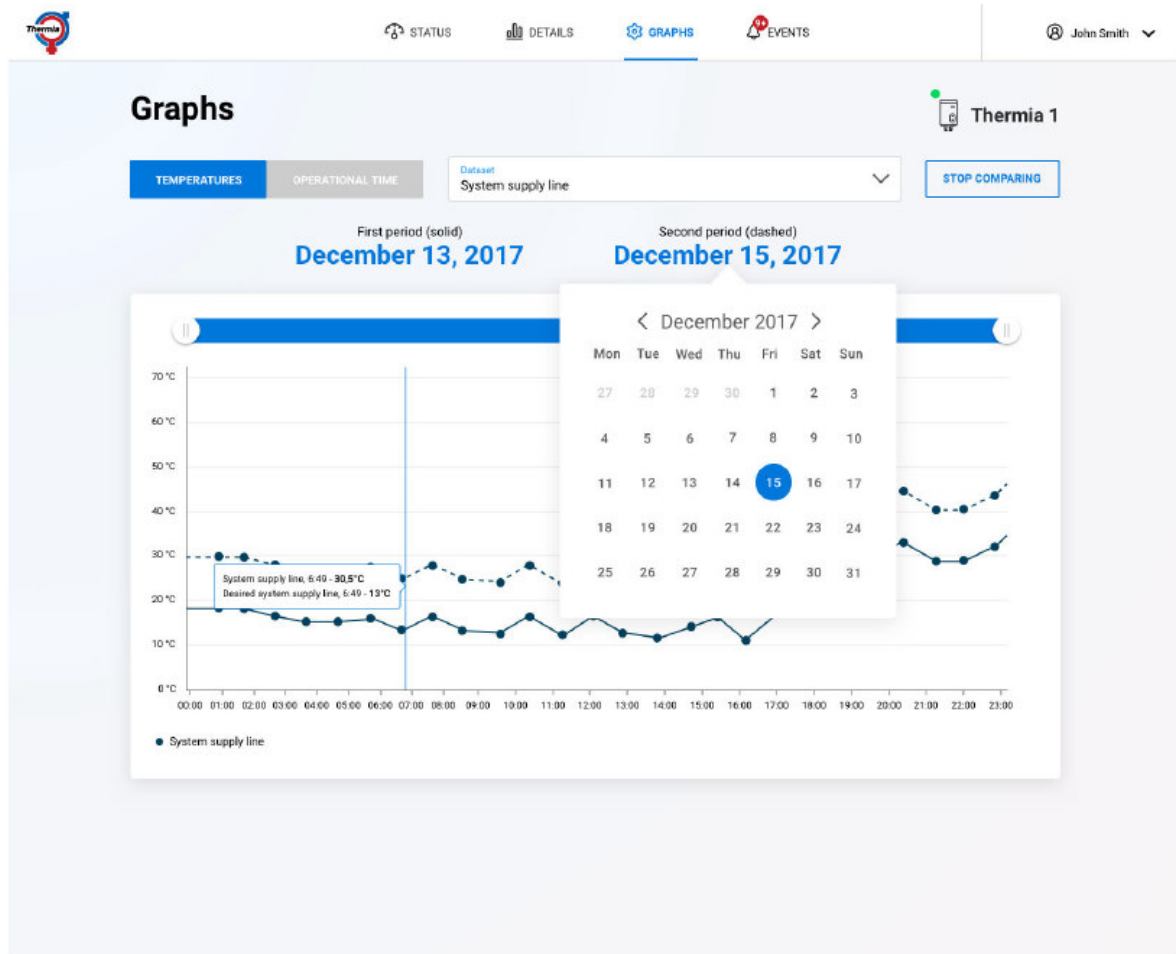 Thermia
STATUS
DETAILS
GRAPHS
9+
EVENTS
John Smith
Graphs
Thermia 1
TEMPERATURES
OPERATIONAL TIME
Dataset
System supply line
STOP COMPARING
First period (solid)
December 13, 2017
Second period (dashed)
December 15, 2017
December 2017
Mon Tue Wed Thu Fri Sat Sun
27 28 29 30 1 2 3
4 5 6 7 8 9 10
11 12 13 14 15 16 17
18 19 20 21 22 23 24
25 26 27 28 29 30 31
70 °C
60 °C
50 °C
40 °C
30 °C
20 °C
10 °C
0 °C
System supply line, 6:49 - 30,5°C
Desired system supply line, 6:49 - 13°C
00:00 01:00 02:00 03:00 04:00 05:00 06:00 07:00 08:00 09:00 10:00 11:00 12:00 13:00 14:00 15:00 16:00 17:00 18:00 19:00 20:00 21:00 22:00 23:00
System supply line